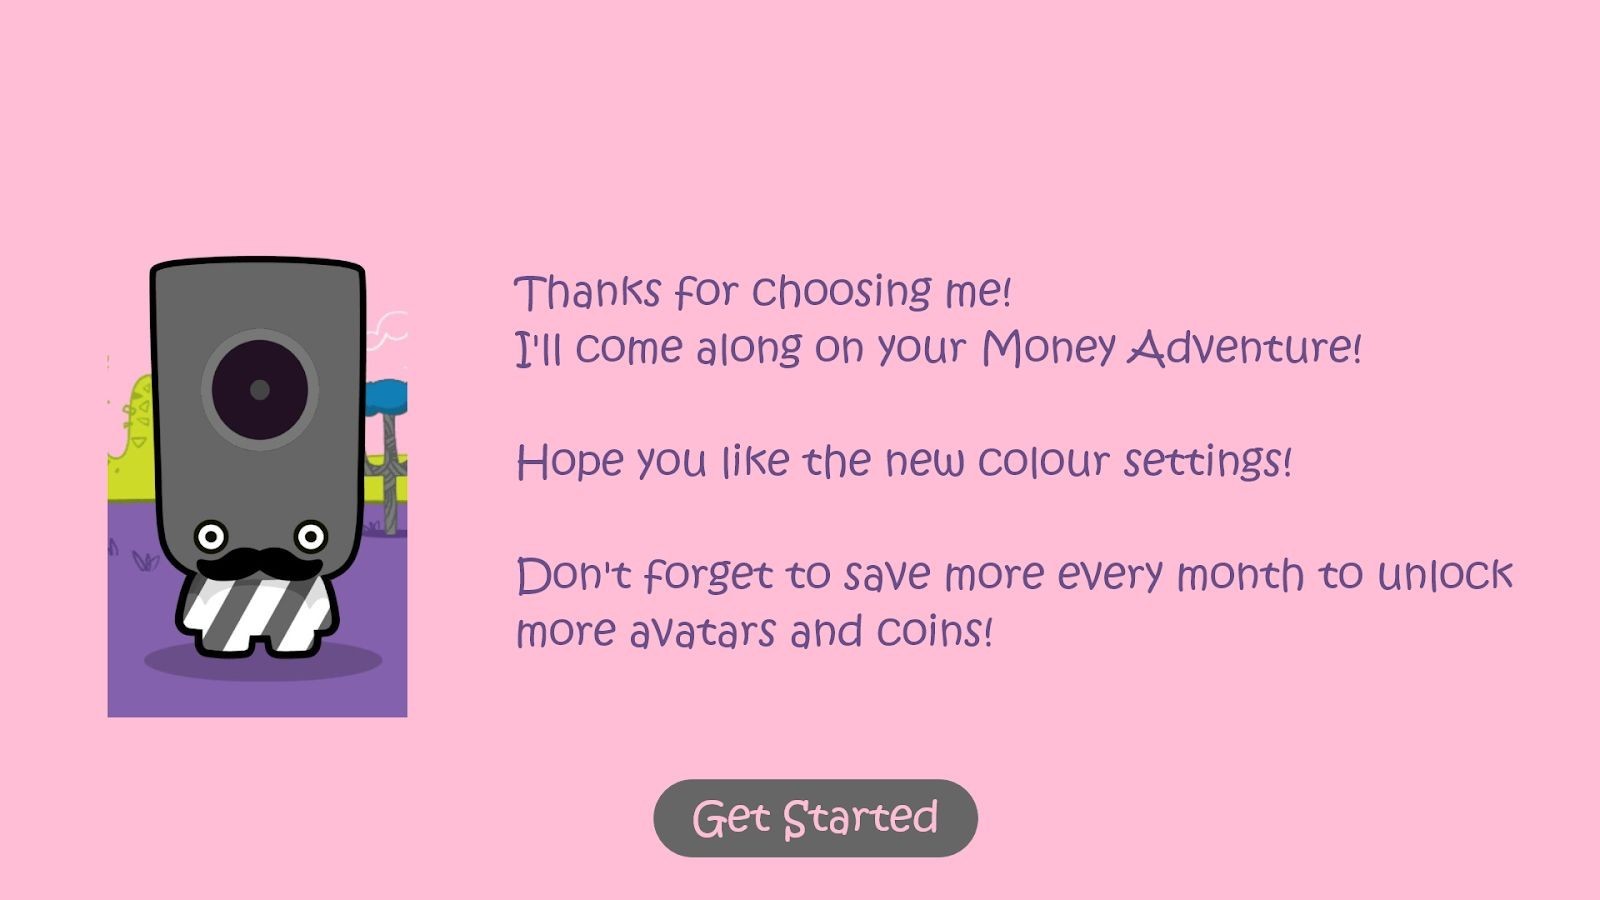 Thanks for choosing me!
I'll come along on your Money Adventure!
Hope you like the new colour settings!
Don't forget to save more every month to unlock
more avatars and coins!
Get Started